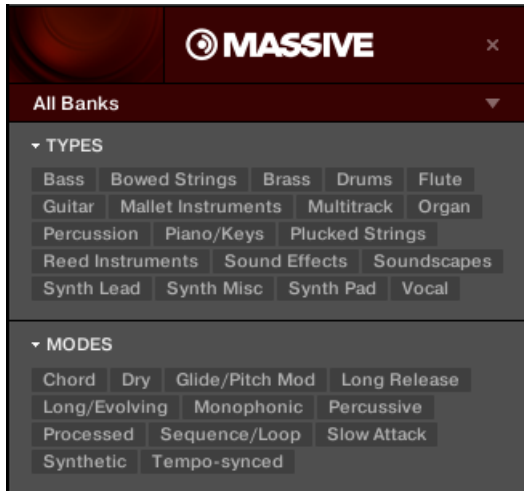 MASSIVE ×
All Banks
TYPES
Bass Bowed Strings Brass Drums Flute
Guitar Mallet Instruments Multitrack Organ
Percussion Piano/Keys Plucked Strings
Reed Instruments Sound Effects Soundscapes
Synth Lead Synth Misc Synth Pad Vocal
MODES
Chord Dry Glide/Pitch Mod Long Release
Long/Evolving Monophonic Percussive
Processed Sequence/Loop Slow Attack
Synthetic Tempo-synced